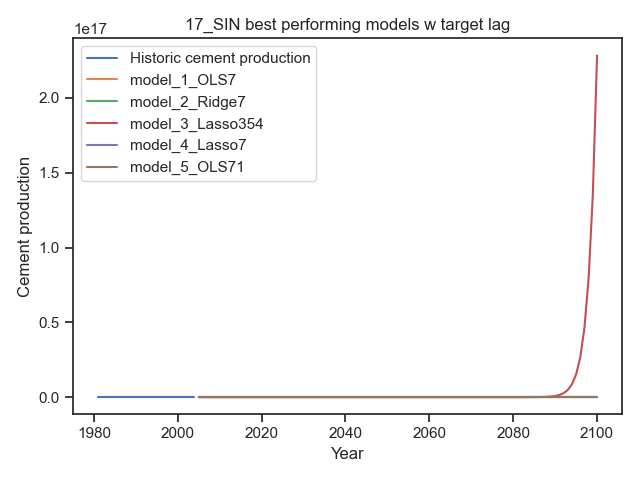 17_SIN best performing models w target lag
1e17
Historic cement production
model_1_OLS7
model_2_Ridge7
model_3_Lasso354
model_4_Lasso7
model_5_OLS71
Cement production
2.0
1.5
1.0
0.5
0.0
1980 2000 2020 2040 2060 2080 2100
Year